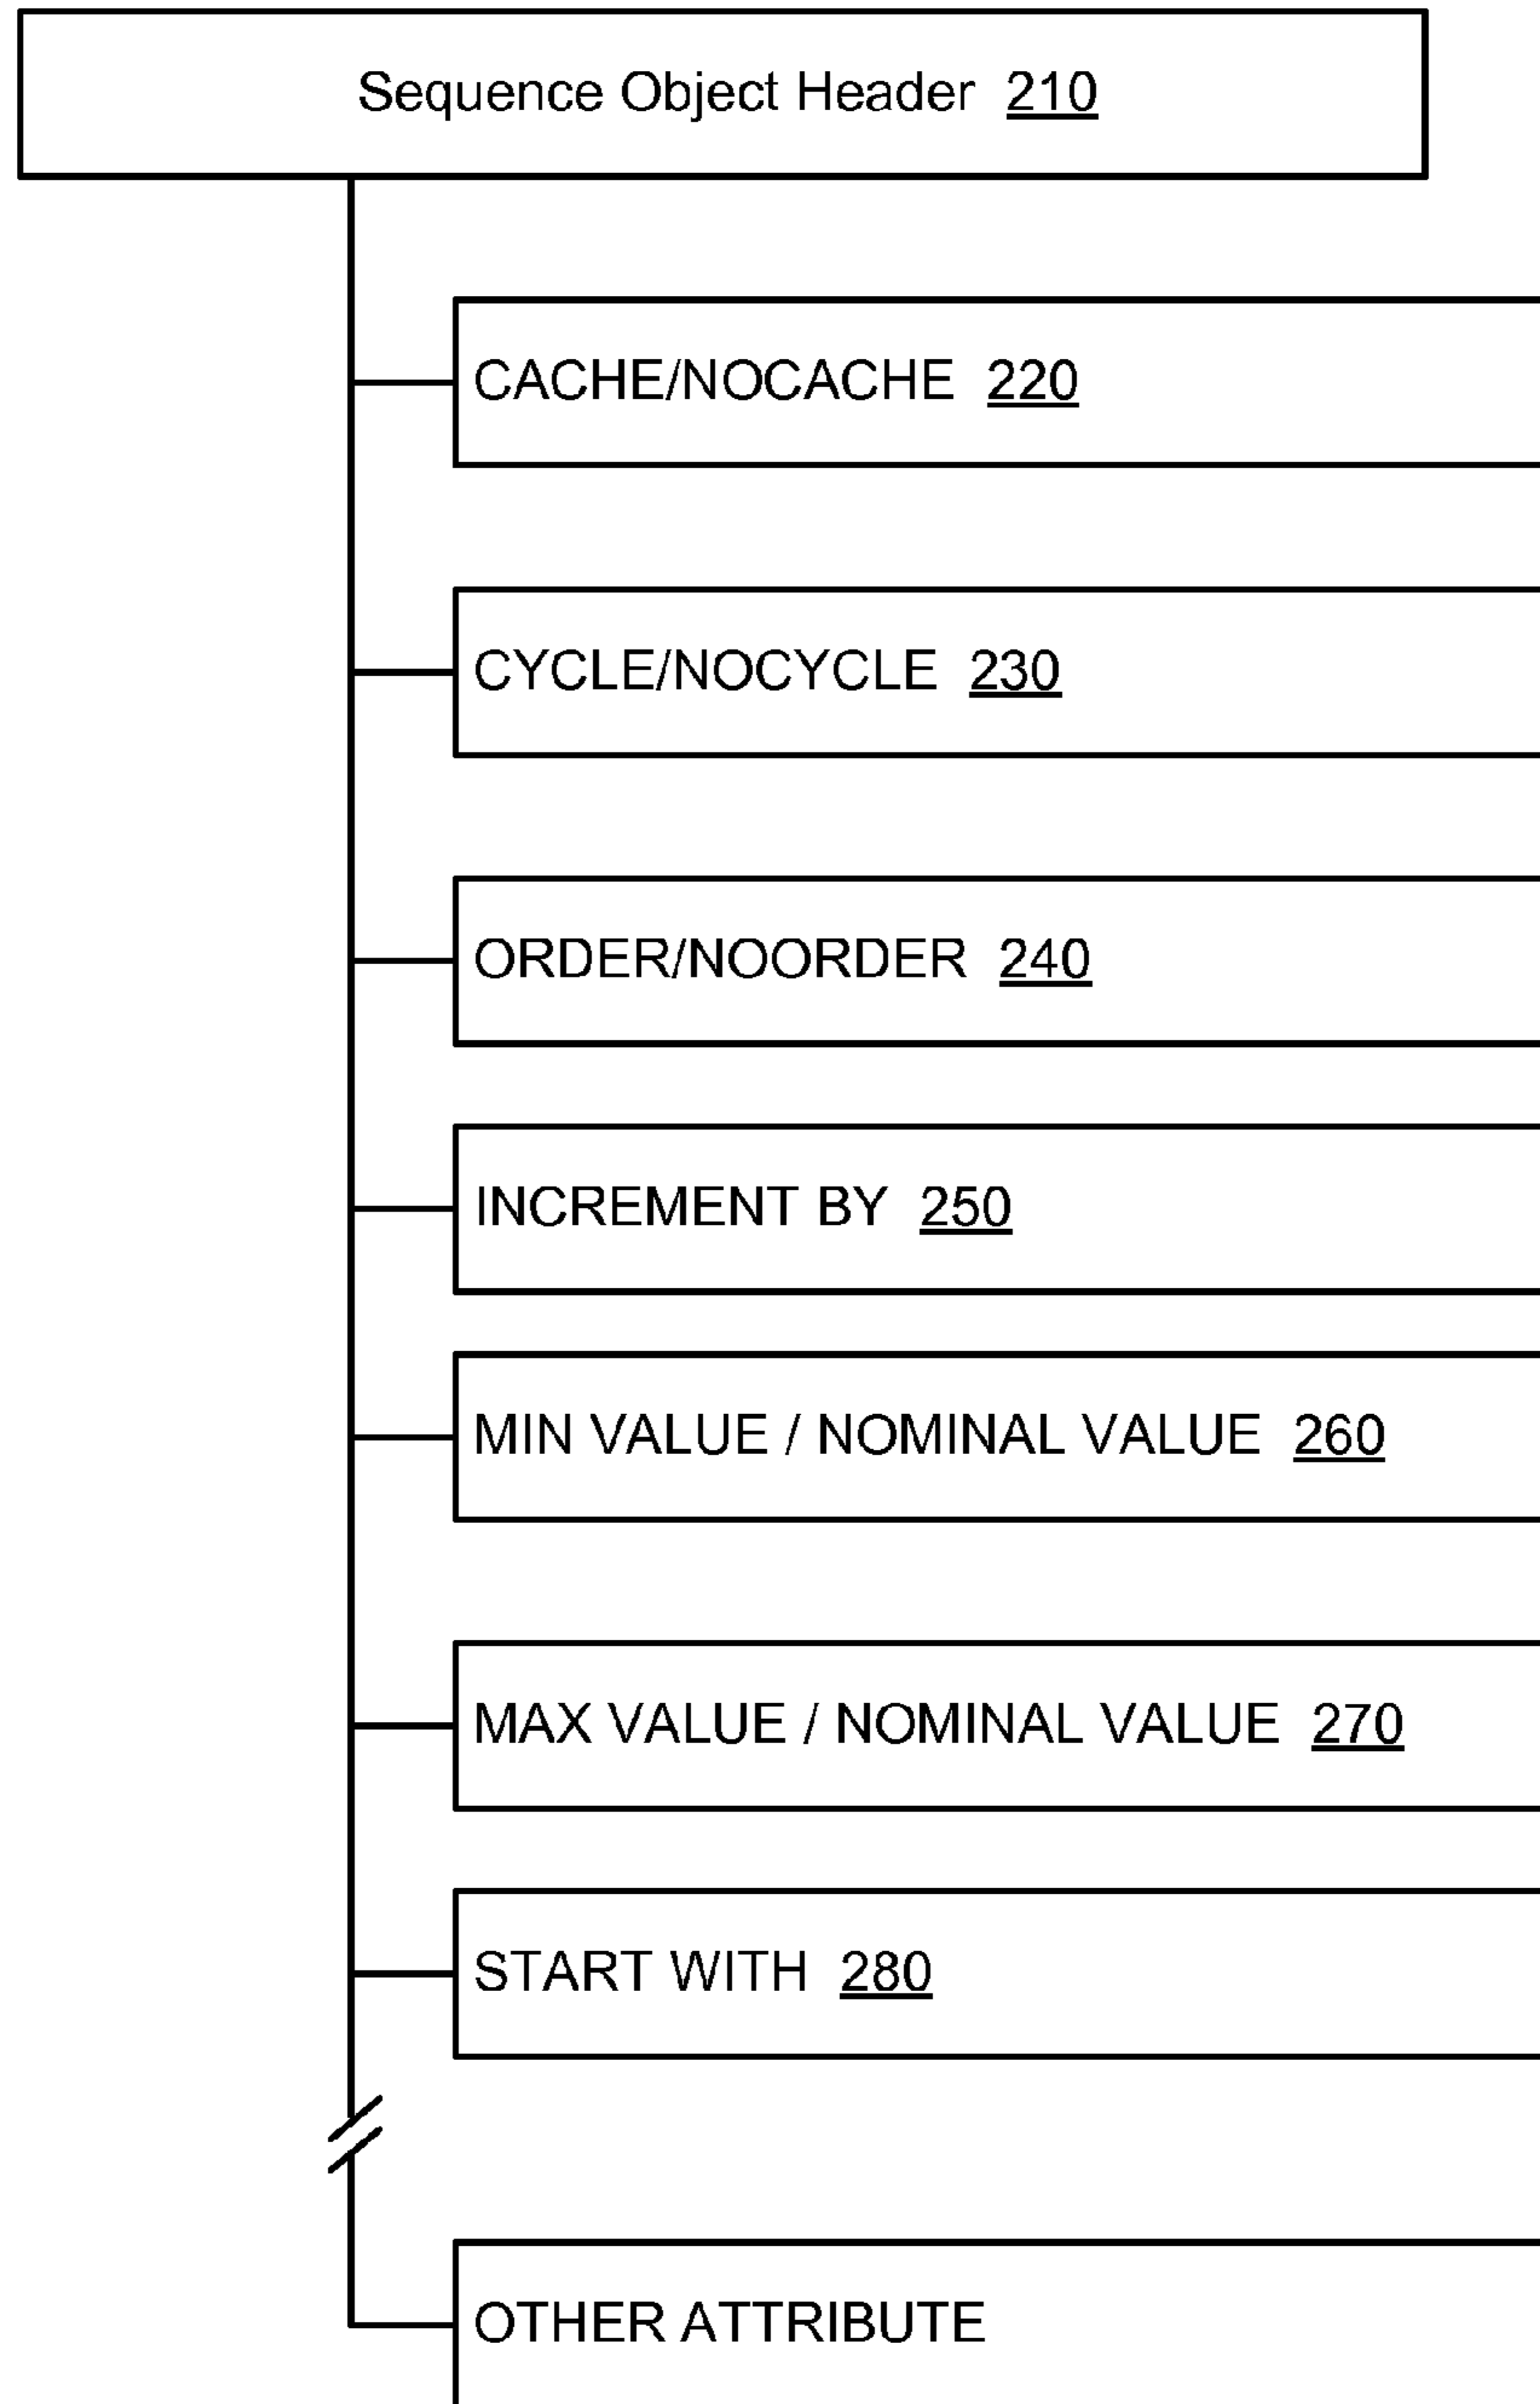 Sequence Object Header 210
CACHE/NOCACHE 220
CYCLE/NOCYCLE 230
ORDER/NOORDER 240
INCREMENT BY 250
MIN VALUE / NOMINAL VALUE 260
MAX VALUE / NOMINAL VALUE 270
START WITH 280
OTHER ATTRIBUTE